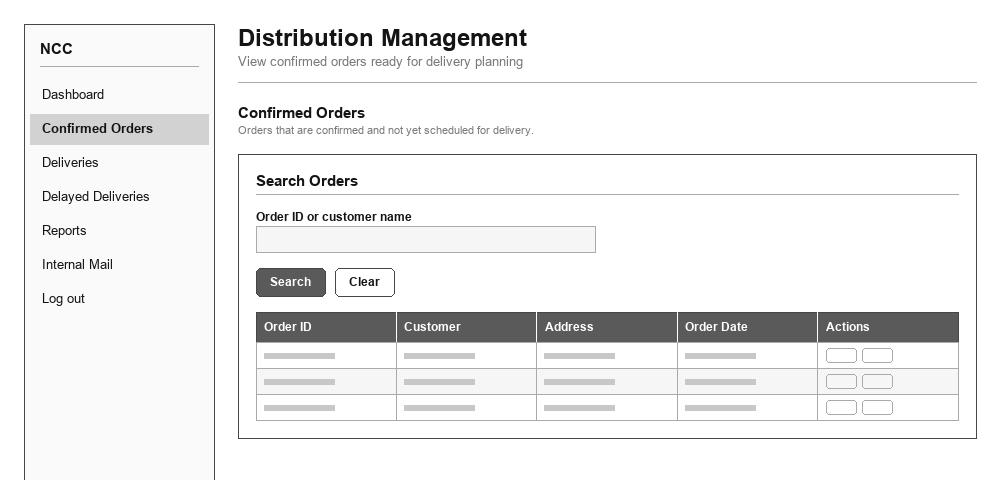 NCC
Dashboard
Confirmed Orders
Deliveries
Delayed Deliveries
Reports
Internal Mail
Log out
Distribution Management
View confirmed orders ready for delivery planning
Confirmed Orders
Orders that are confirmed and not yet scheduled for delivery.
Search Orders
Order ID or customer name
Search Clear
Order ID Customer Address Order Date Actions